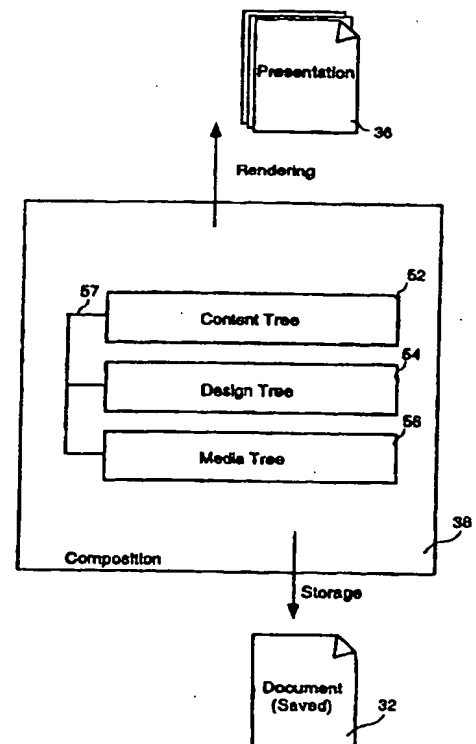 Presentation
36
Rendering
57
52
Content Tree
54
Design Tree
56
Media Tree
38
Composition
Storage
Document
(Saved)
32